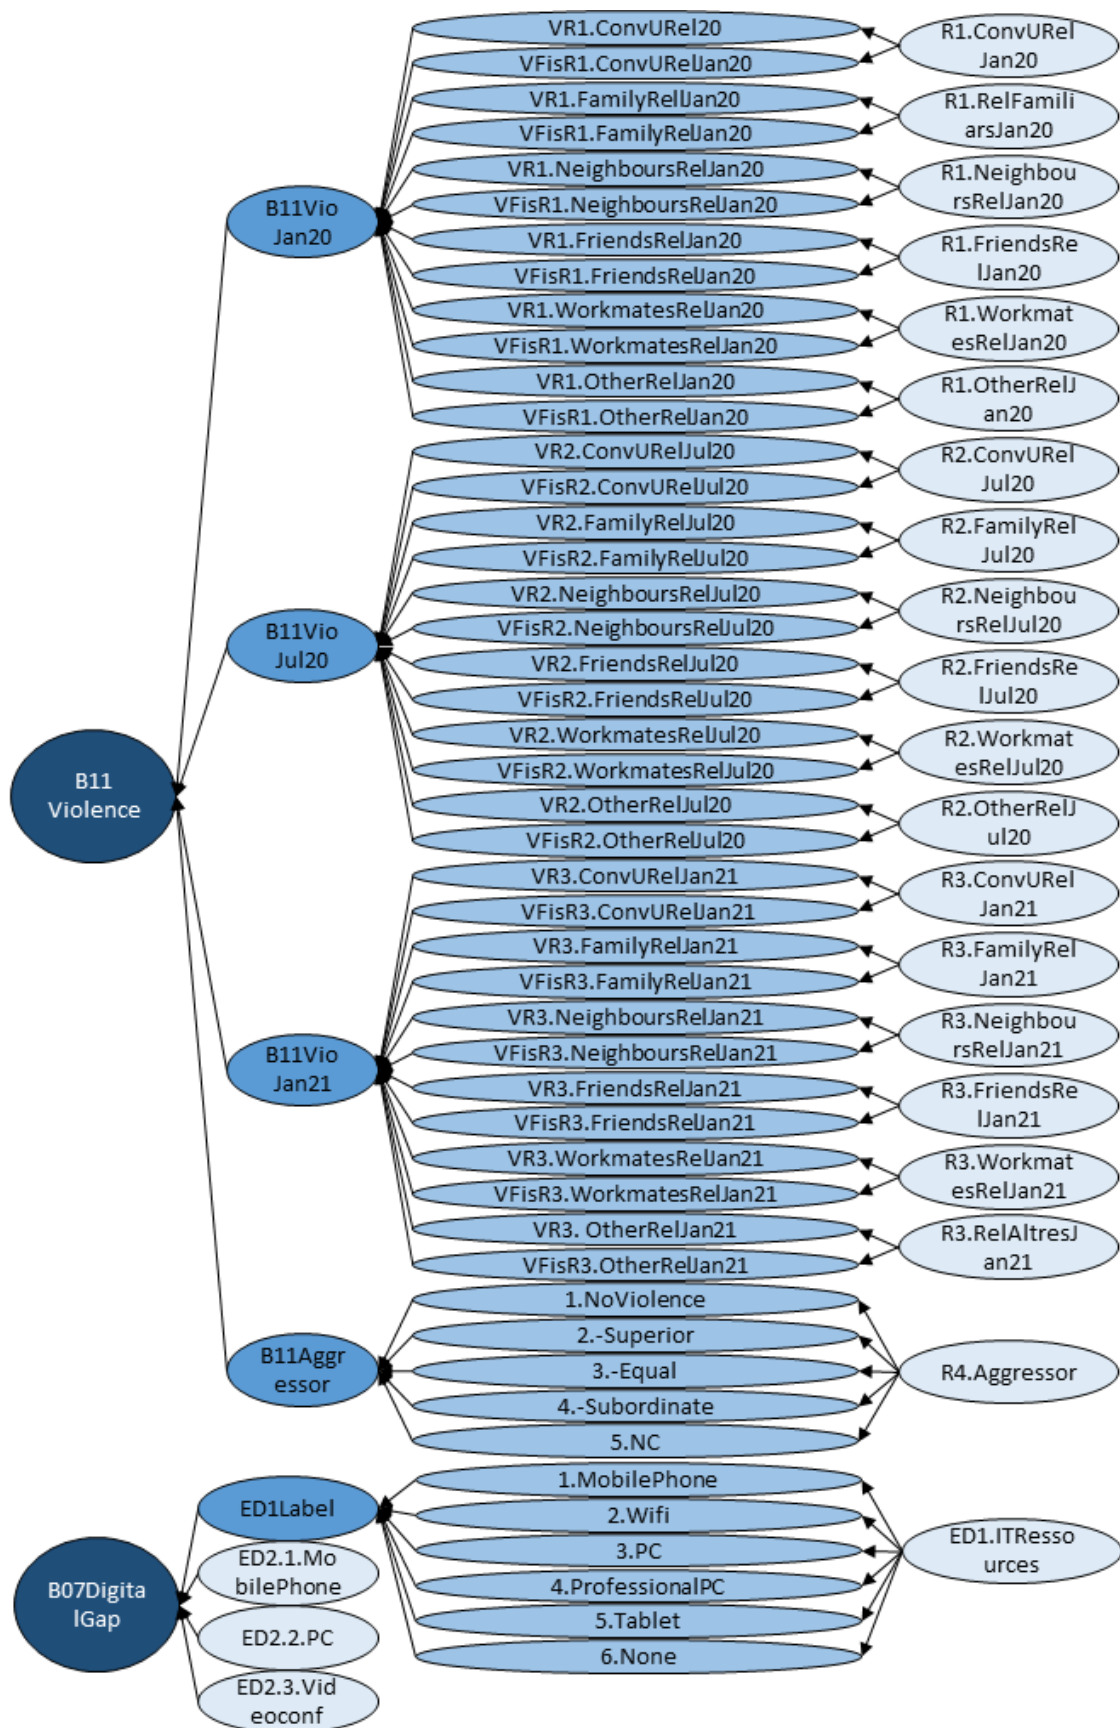 VR1.ConvURel20
VFisR1.ConvURelJan20
R1.ConvURel
Jan20
VR1.FamilyRelJan20
VFisR1.FamilyRelJan20
R1.RelFamili
arsJan20
VR1.NeighboursRelJan20
VFisR1.NeighboursRelJan20
R1.Neighbou
rsRelJan20
B11Vio
Jan20
VR1.FriendsRelJan20
VFisR1.FriendsRelJan20
R1.FriendsRe
lJan20
VR1.WorkmatesRelJan20
VFisR1.WorkmatesRelJan20
R1.Workmat
esRelJan20
VR1.OtherRelJan20
VFisR1.OtherRelJan20
R1.OtherRelJ
an20
VR2.ConvURelJul20
VFisR2.ConvURelJul20
R2.ConvURel
Jul20
VR2.FamilyRelJul20
VFisR2.FamilyRelJul20
R2.FamilyRel
Jul20
VR2.NeighboursRelJul20
VFisR2.NeighboursRelJul20
R2.Neighbou
rsRelJul20
B11Vio
Jul20
VR2.FriendsRelJul20
VFisR2.FriendsRelJul20
R2.FriendsRe
lJul20
VR2.WorkmatesRelJul20
VFisR2.WorkmatesRelJul20
R2.Workmat
esRelJul20
B11
Violence
VR2.OtherRelJul20
VFisR2.OtherRelJul20
R2.OtherRelJ
ul20
VR3.ConvURelJan21
VFisR3.ConvURelJan21
R3.ConvURel
Jan21
VR3.FamilyRelJan21
VFisR3.FamilyRelJan21
R3.FamilyRel
Jan21
VR3.NeighboursRelJan21
VFisR3.NeighboursRelJan21
R3.Neighbou
rsRelJan21
B11Vio
Jan21
VR3.FriendsRelJan21
VFisR3.FriendsRelJan21
R3.FriendsRe
lJan21
VR3.WorkmatesRelJan21
VFisR3.WorkmatesRelJan21
R3.Workmat
esRelJan21
VR3. OtherRelJan21
VFisR3.OtherRelJan21
R3.RelAltresJ
an21
1.NoViolence
2.-Superior
3.-Equal
4.-Subordinate
5.NC
B11Aggr
essor
R4.Aggressor
1.MobilePhone
2.Wifi
3.PC
4.ProfessionalPC
5.Tablet
6.None
ED1Label
ED1.ITResso
urces
ED2.1.Mo
bilePhone
B07Digita
lGap
ED2.2.PC
ED2.3.Vid
eoconf